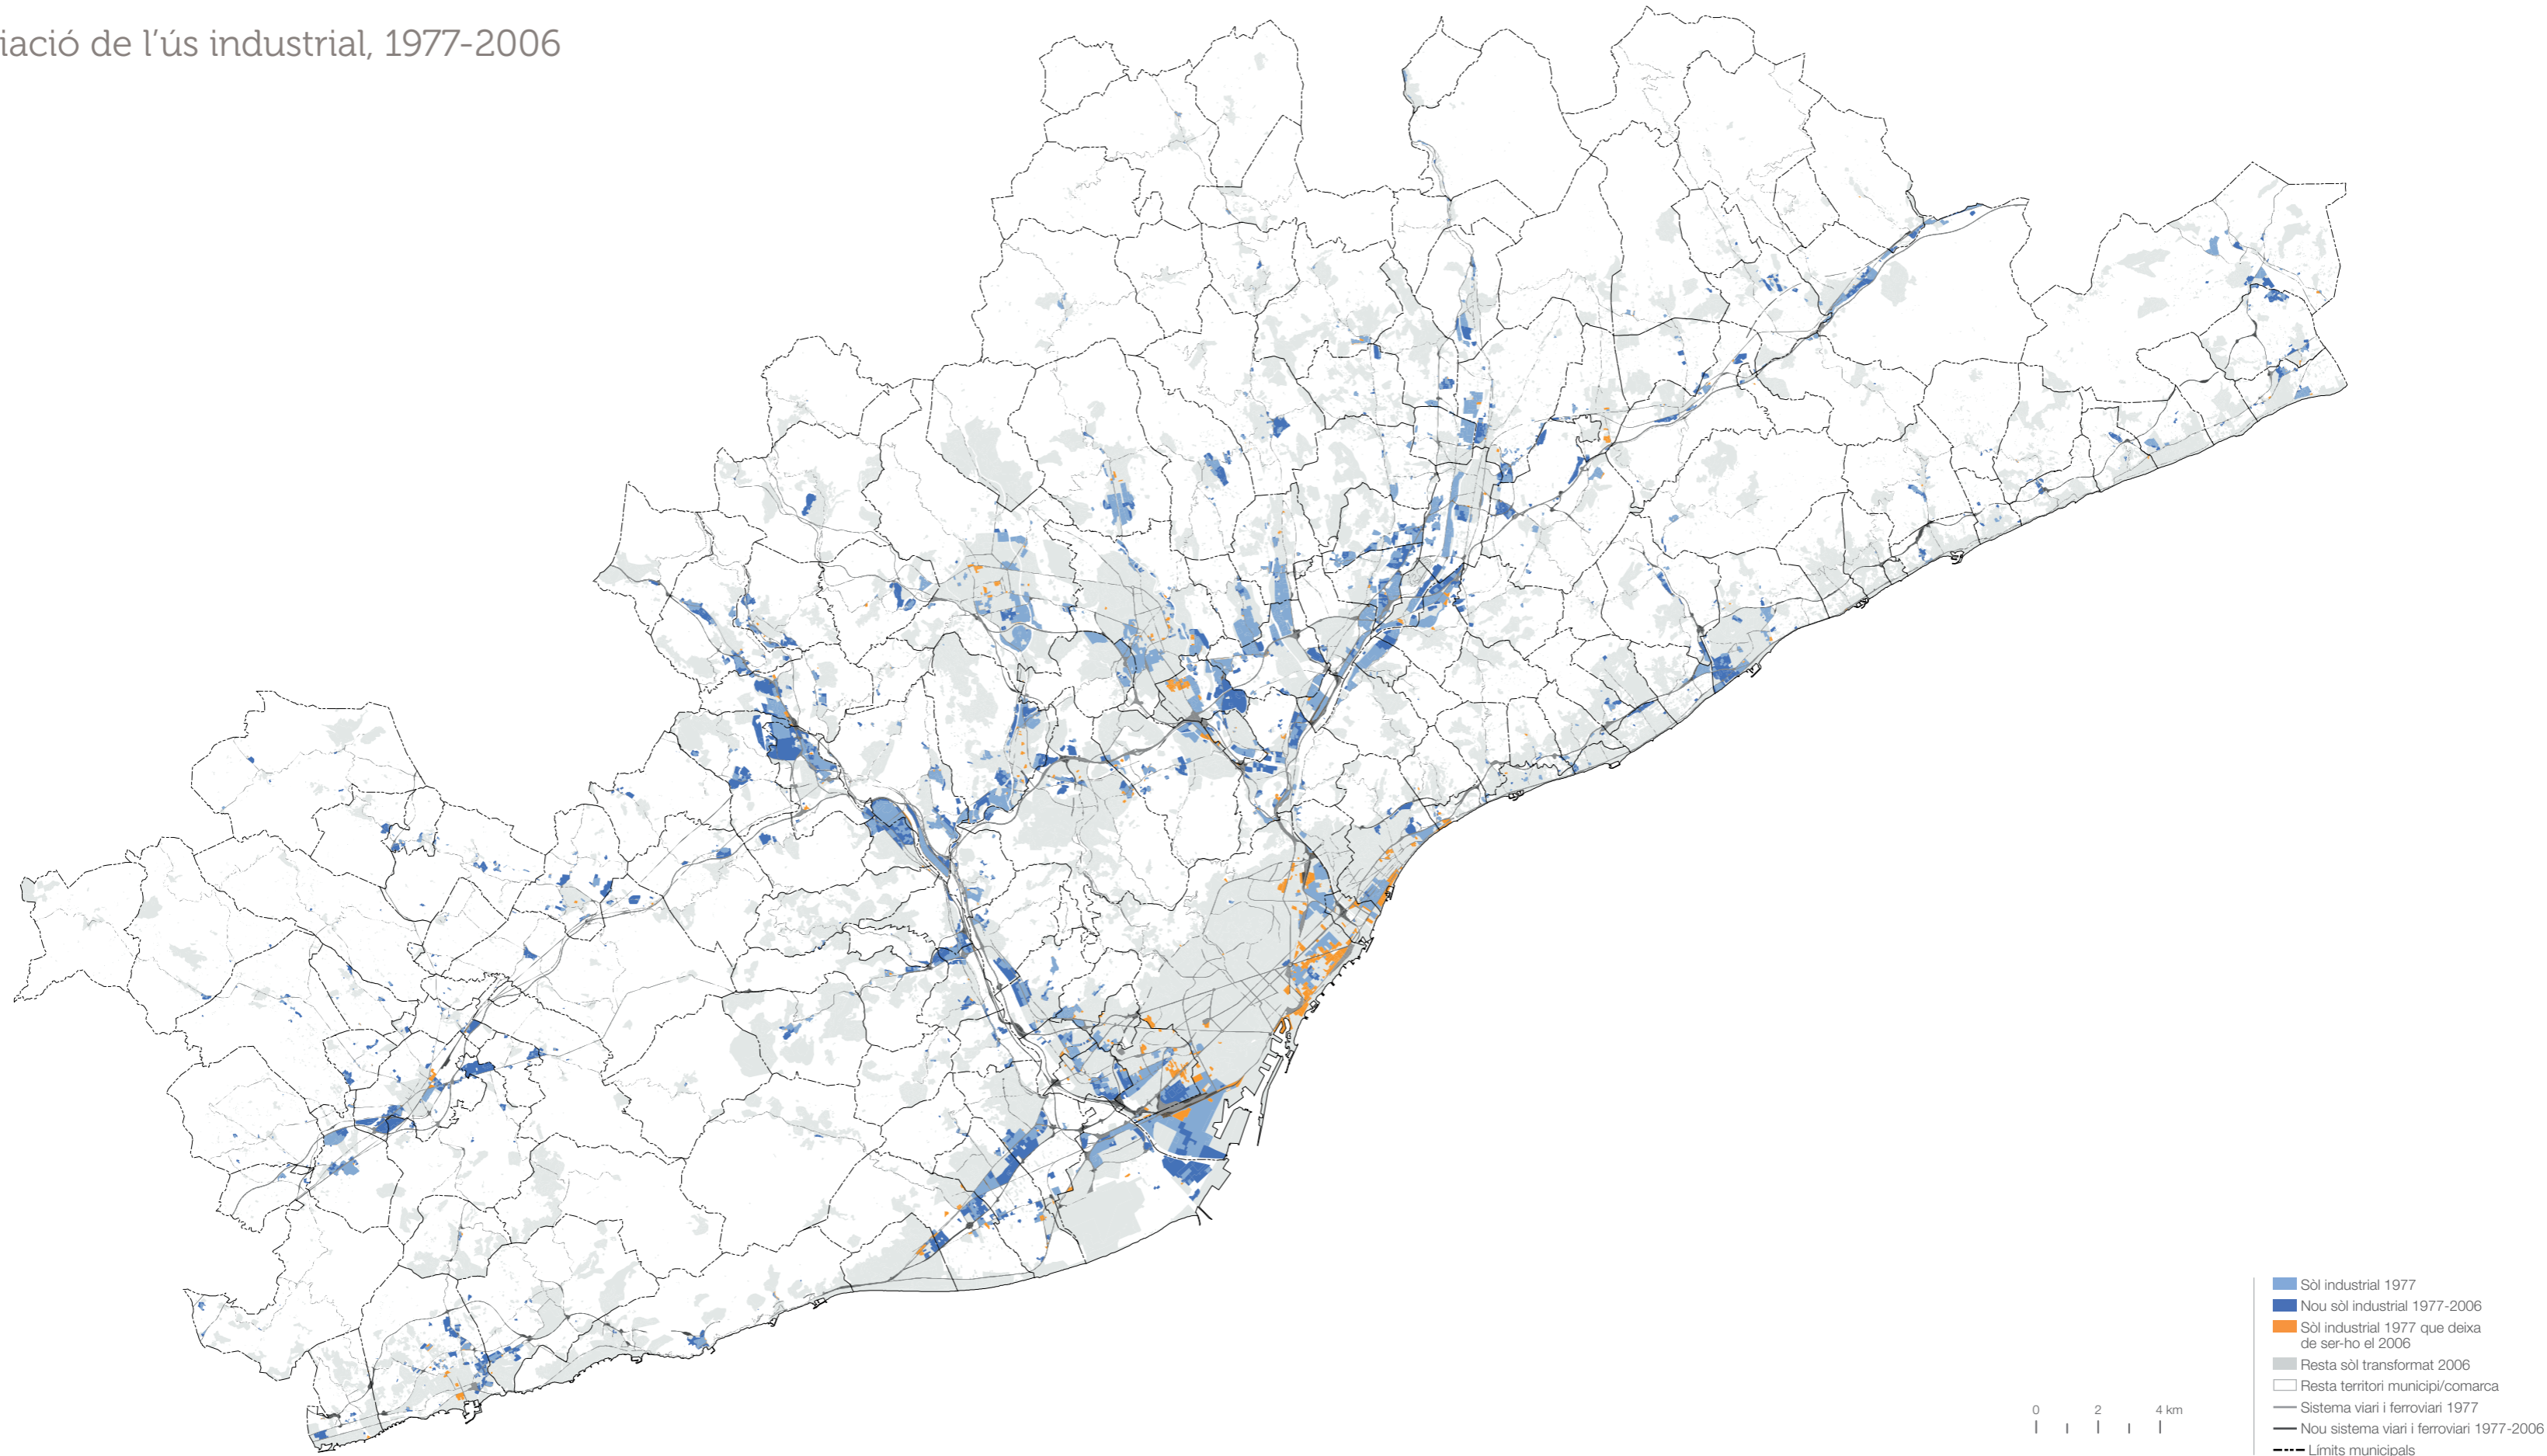 iació de l'ús industrial, 1977-2006
Sòl industrial 1977
Nou sòl industrial 1977-2006
Sòl industrial 1977 que deixa
de ser-ho el 2006
Resta sòl transformat 2006
Resta territori municipi/comarca
Sistema viari i ferroviari 1977
Nou sistema viari i ferroviari 1977-2006
Límits municipals
0 2 4 km